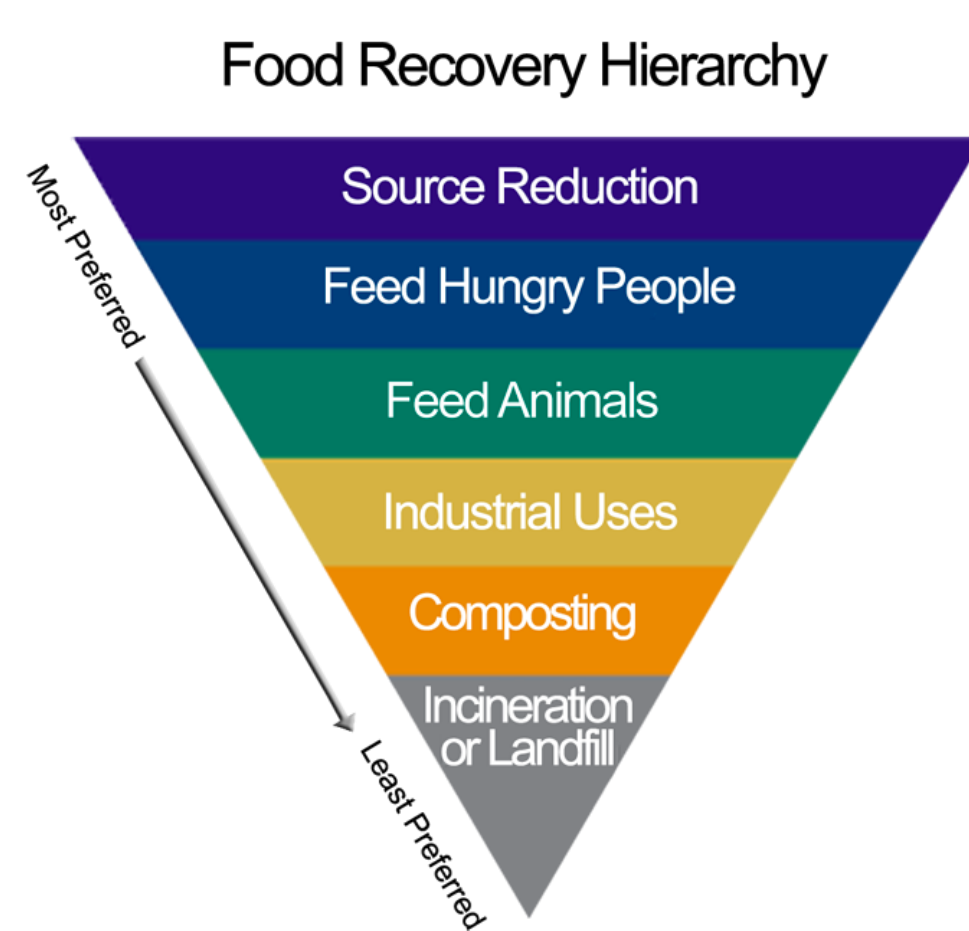 Food Recovery Hierarchy
Most Preferred
Source Reduction
Feed Hungry People
Feed Animals
Industrial Uses
Composting
Incineration
or Landfill
Least Preferred